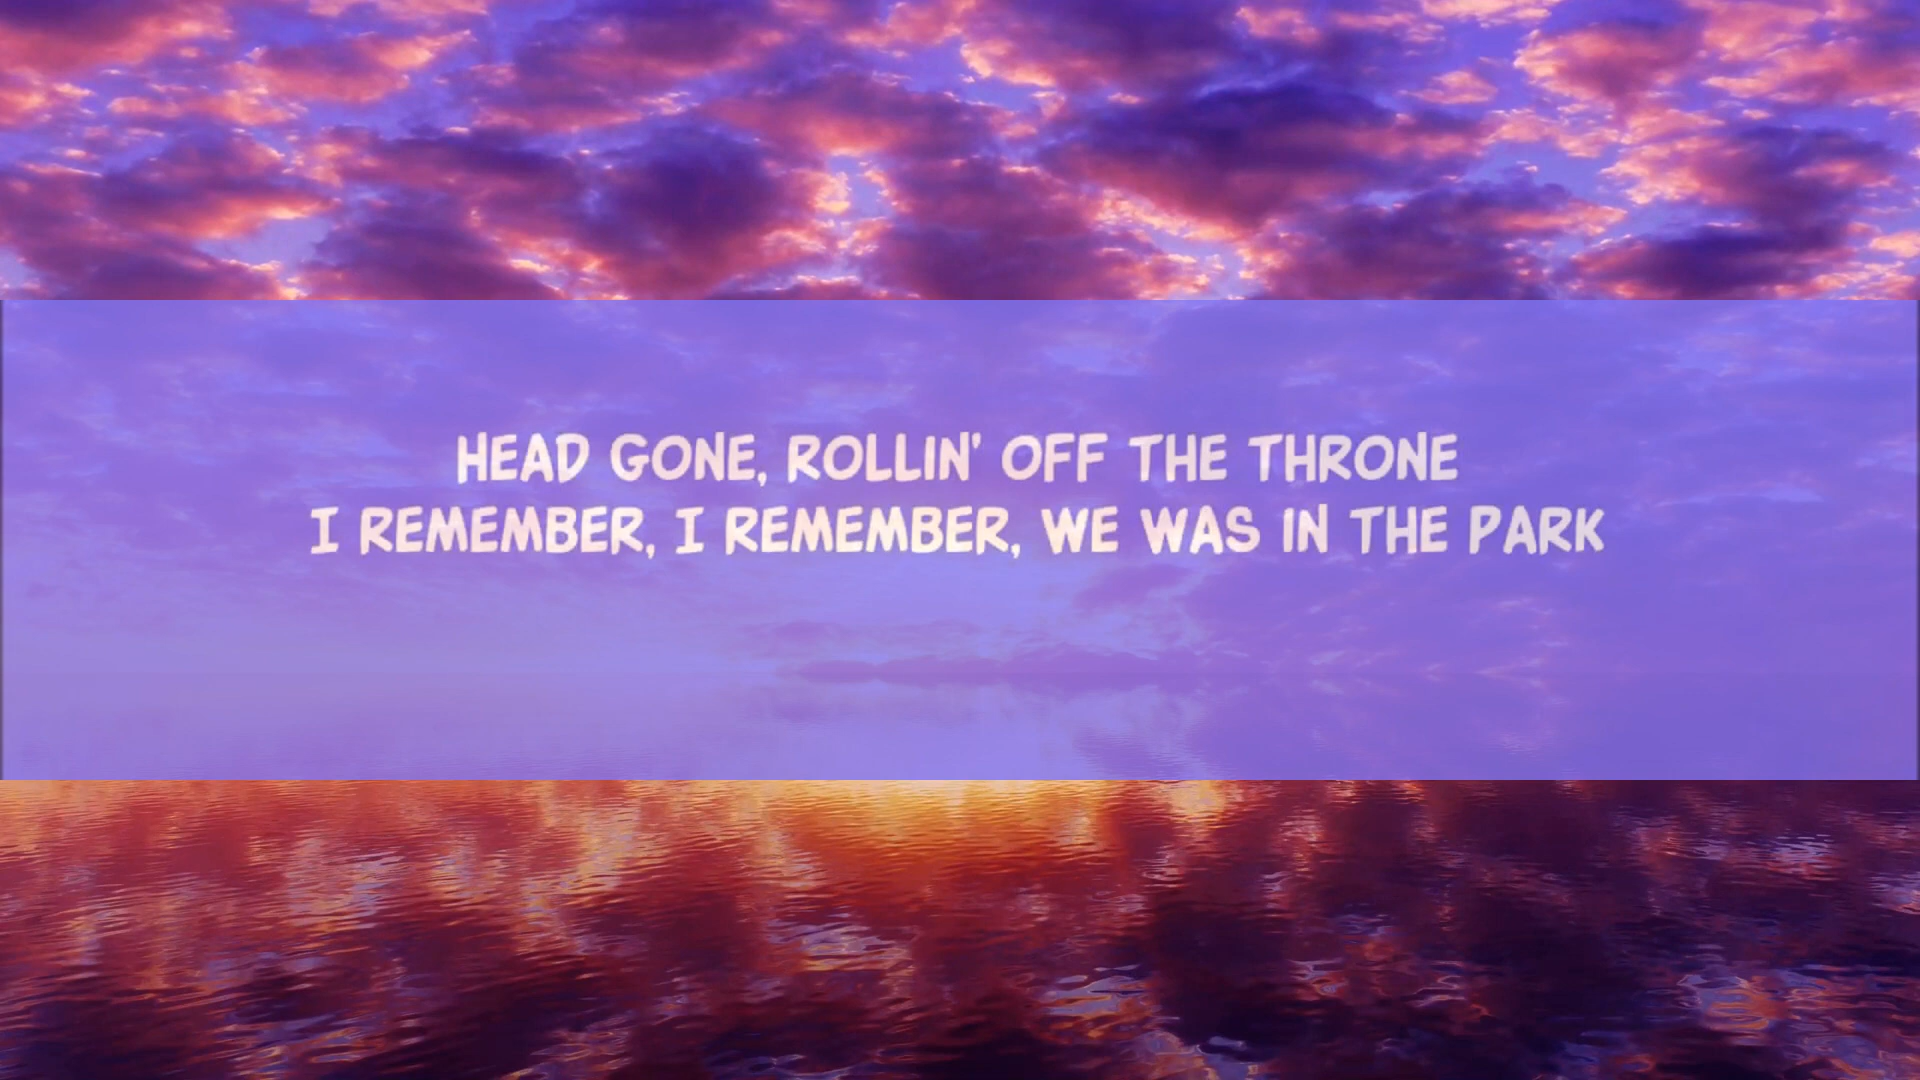 HEAD GONE, ROLLIN' OFF THE THRONE
I REMEMBER, I REMEMBER, WE WAS IN THE PARK